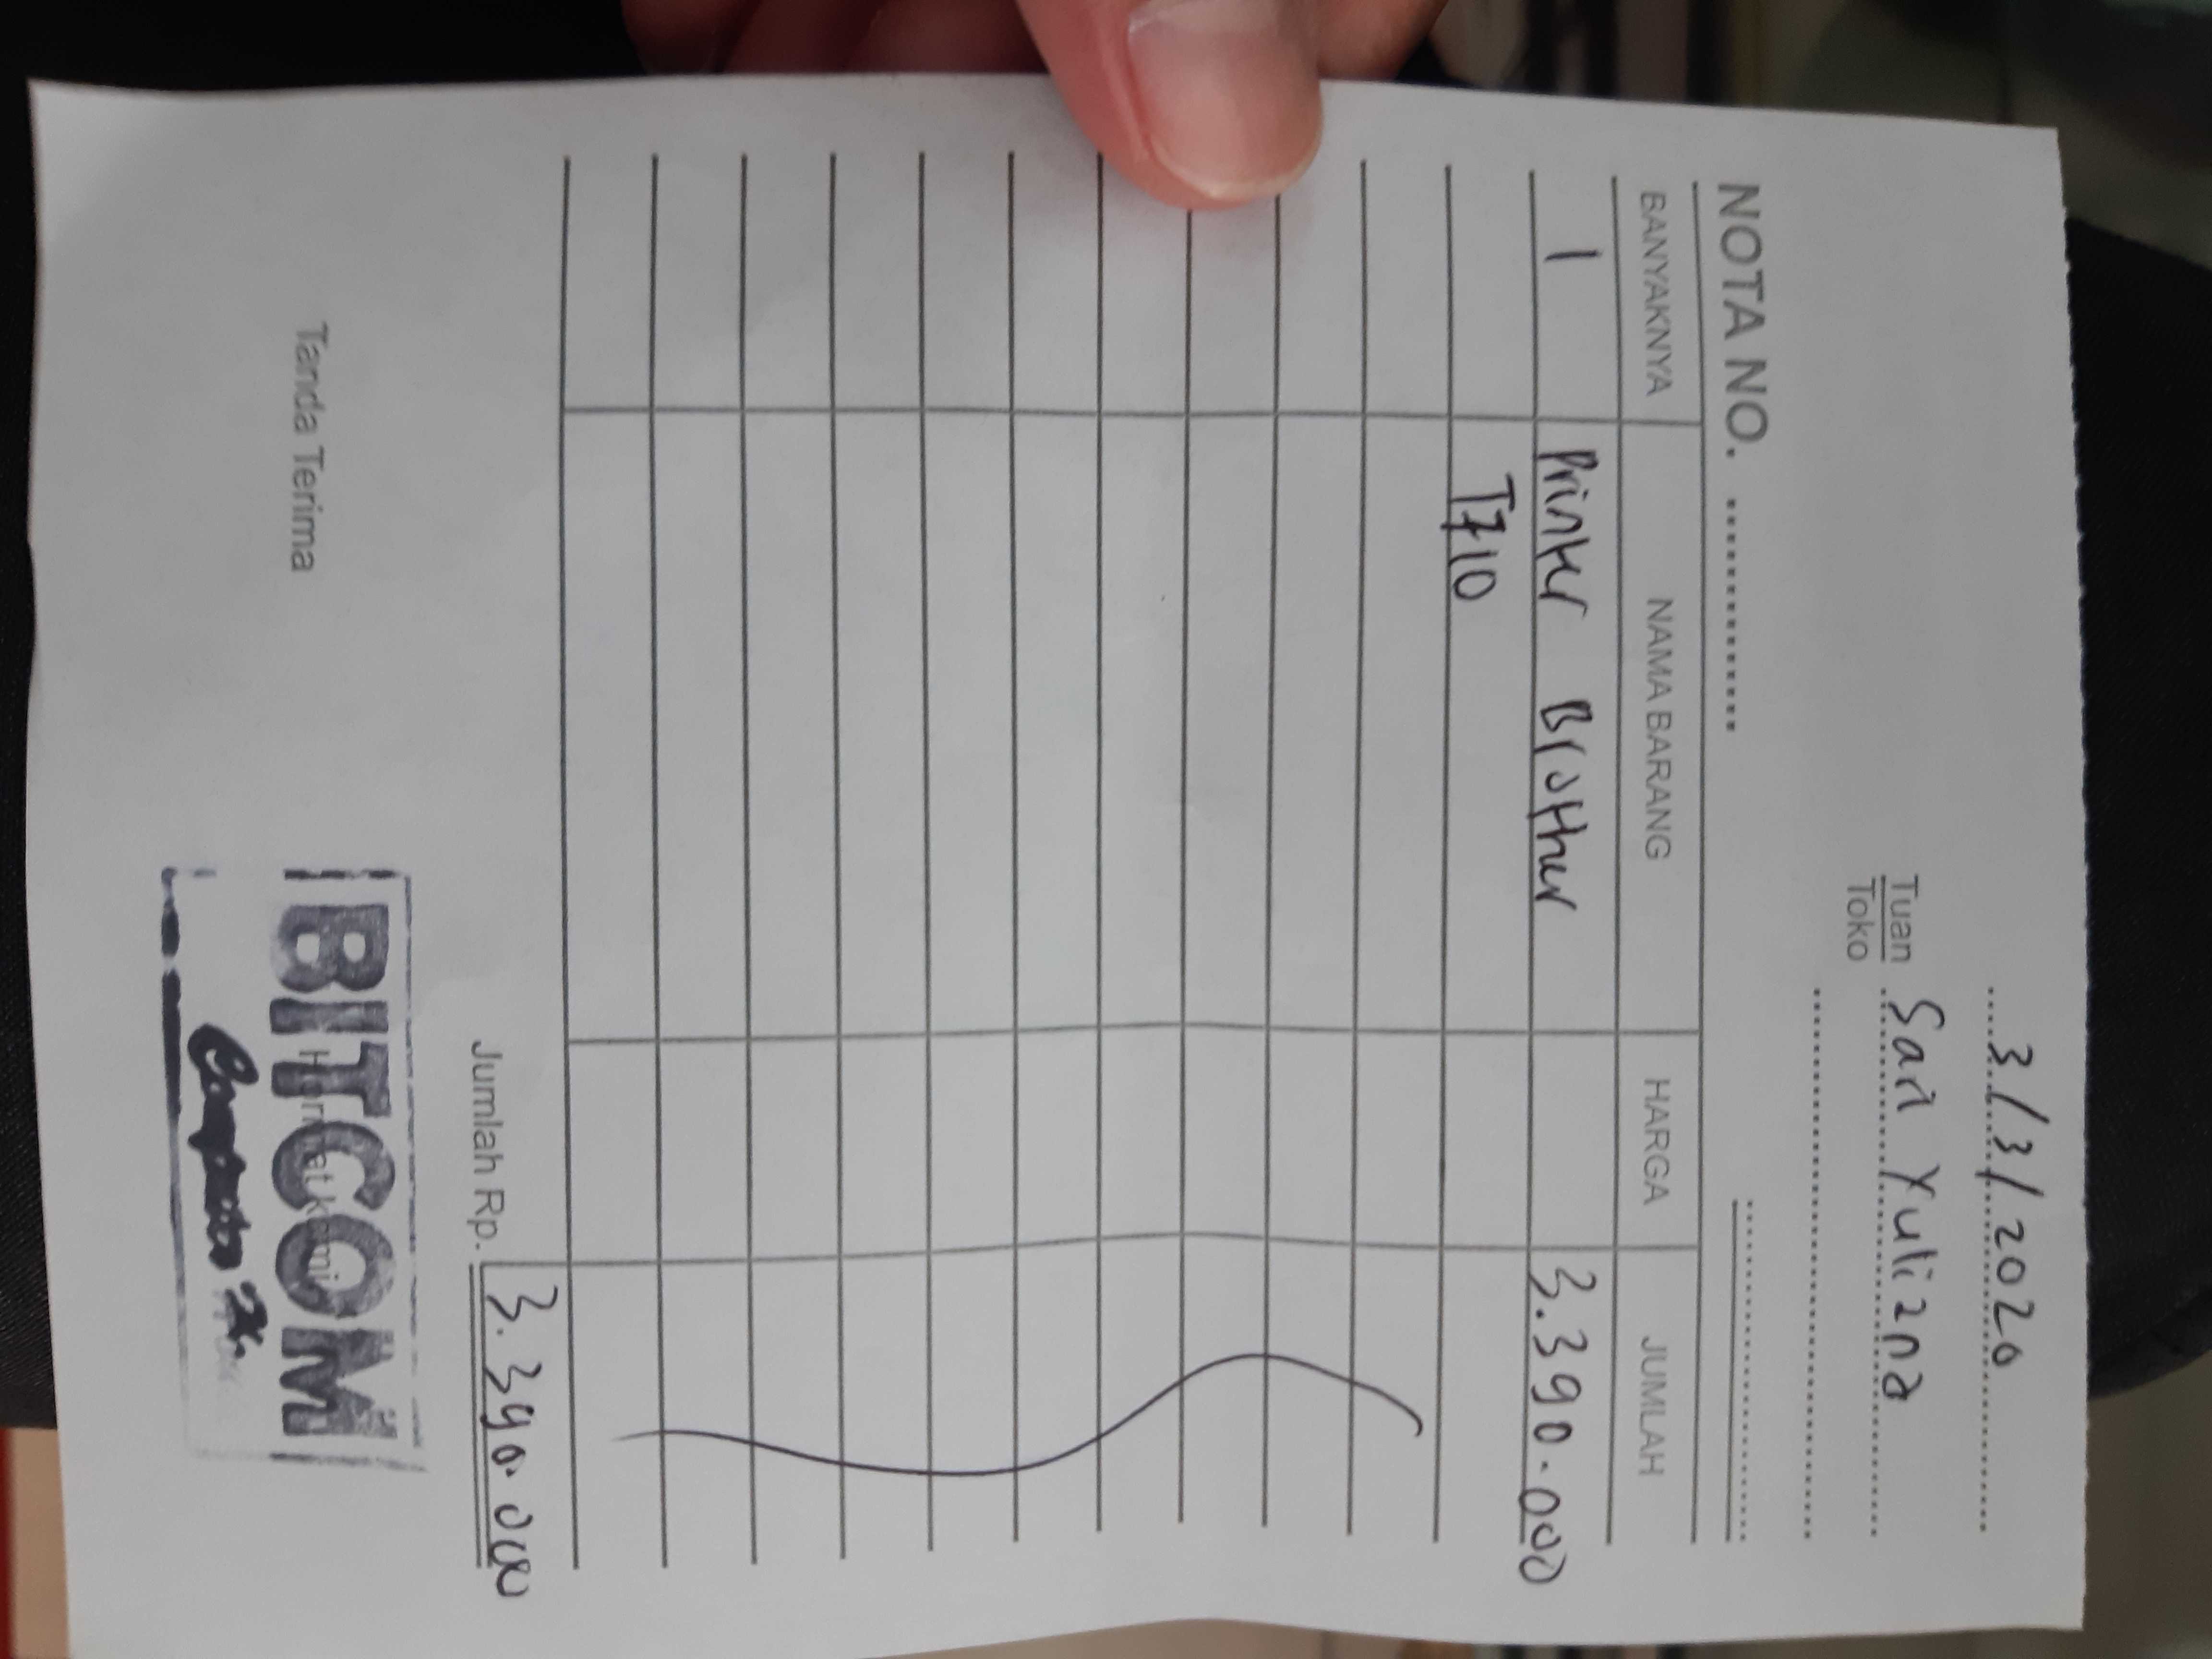 3/3/2020
Tuan Sari Yuliana
Toko
NOTA NO.
BANYAKNYA NAMA BARANG HARGA JUMLAH
1 Printer Brother 3.390.000
T710
Jumlah Rp. 3.390.000
Tanda Terima Hormat kami
BITCOM